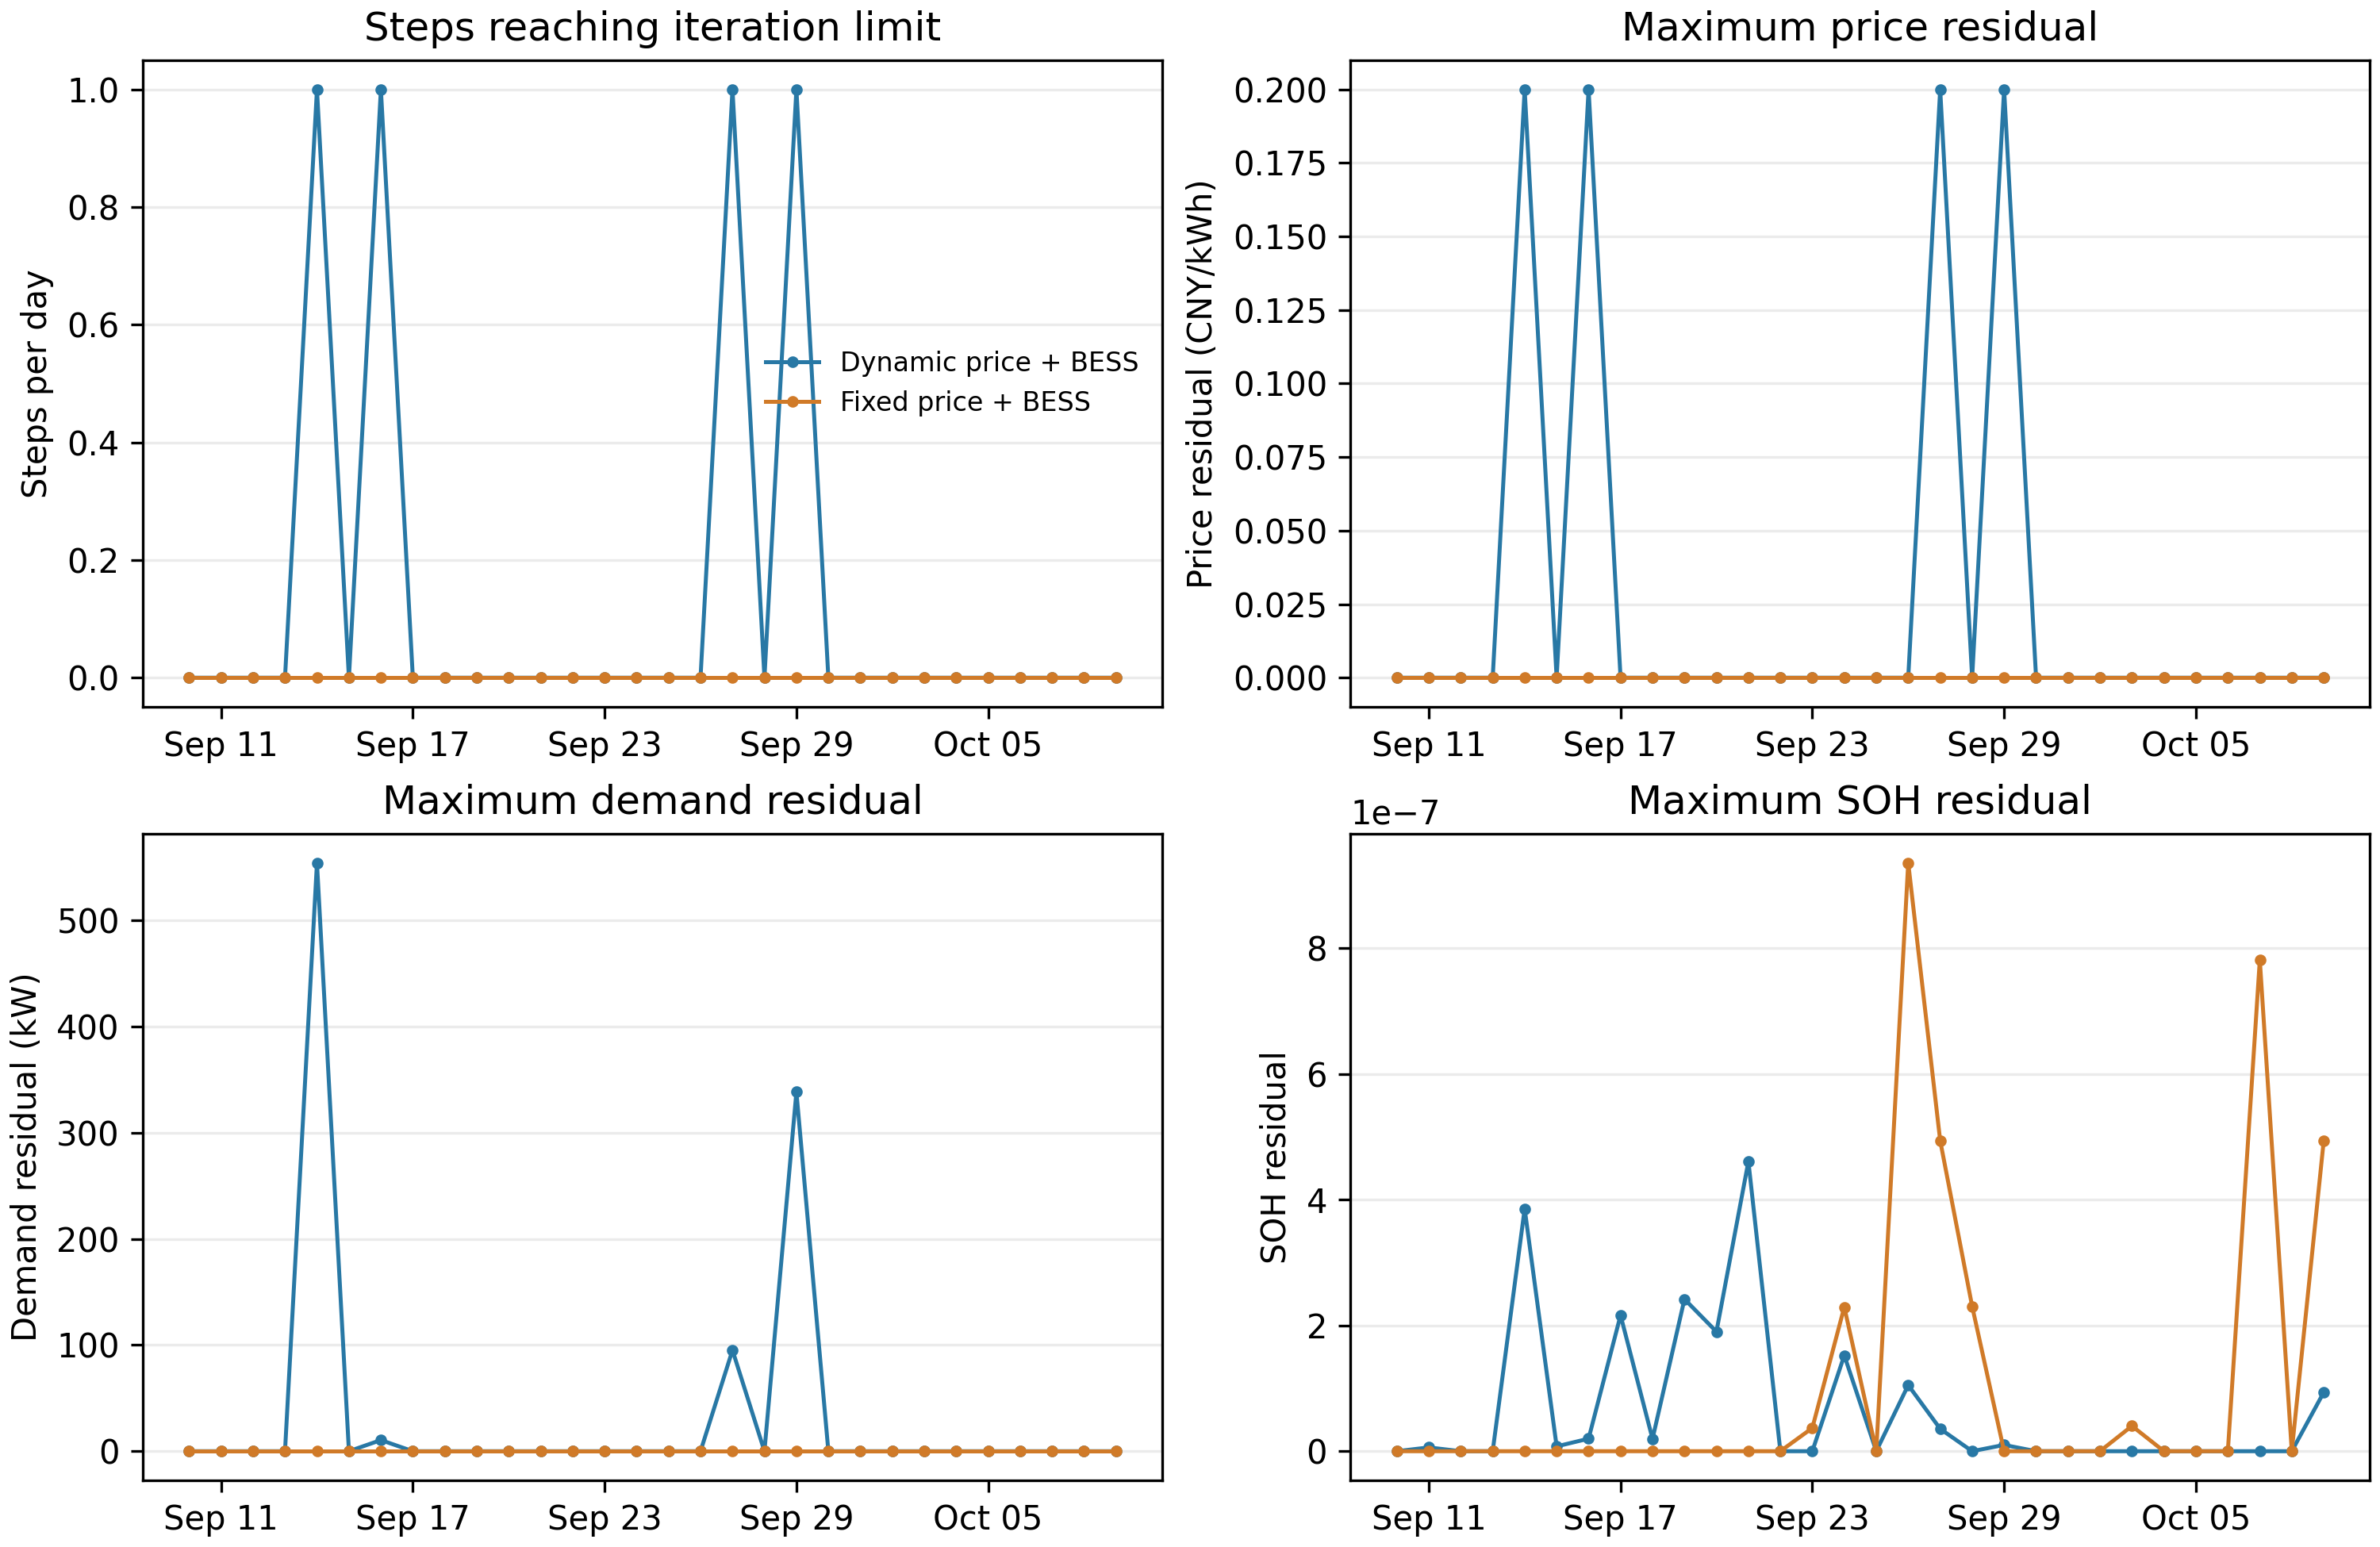 Steps reaching iteration limit
Steps per day
1.0
0.8
0.6
0.4
0.2
0.0
Dynamic price + BESS
Fixed price + BESS
Sep 11 Sep 17 Sep 23 Sep 29 Oct 05
Maximum price residual
Price residual (CNY/kWh)
0.200
0.175
0.150
0.125
0.100
0.075
0.050
0.025
0.000
Sep 11 Sep 17 Sep 23 Sep 29 Oct 05
Maximum demand residual
Demand residual (kW)
500
400
300
200
100
0
Sep 11 Sep 17 Sep 23 Sep 29 Oct 05
Maximum SOH residual
1e−7
SOH residual
8
6
4
2
0
Sep 11 Sep 17 Sep 23 Sep 29 Oct 05